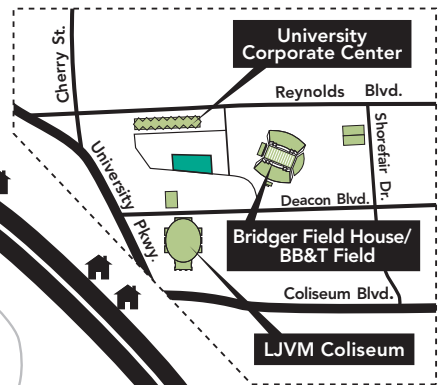 University
Corporate Center
Cherry St.
Reynolds Blvd.
University Pkwy.
Shorefair Dr.
Deacon Blvd.
Bridger Field House/
BB&T Field
Coliseum Blvd.
LJVM Coliseum